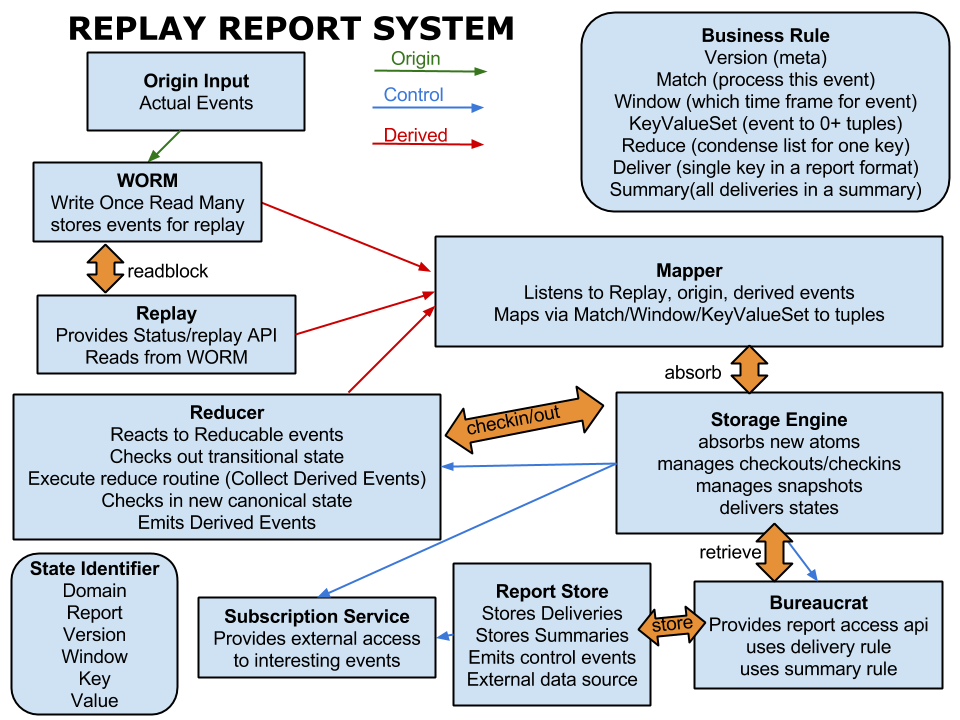 REPLAY REPORT SYSTEM
Origin
Control
Derived
Business Rule
Version (meta)
Match (process this event)
Window (which time frame for event)
KeyValueSet (event to 0+ tuples)
Reduce (condense list for one key)
Deliver (single key in a report format)
Summary(all deliveries in a summary)
Origin Input
Actual Events
WORM
Write Once Read Many
stores events for replay
readblock
Replay
Provides Status/replay API
Reads from WORM
Mapper
Listens to Replay, origin, derived events
Maps via Match/Window/KeyValueSet to tuples
absorb
Reducer
Reacts to Reducable events
Checks out transitional state
Execute reduce routine (Collect Derived Events)
Checks in new canonical state
Emits Derived Events
checkin/out
Storage Engine
absorbs new atoms
manages checkouts/checkins
manages snapshots
delivers states
retrieve
State Identifier
Domain
Report
Version
Window
Key
Value
Subscription Service
Provides external access
to interesting events
Report Store
Stores Deliveries
Stores Summaries
Emits control events
External data source
store
Bureaucrat
Provides report access api
uses delivery rule
uses summary rule